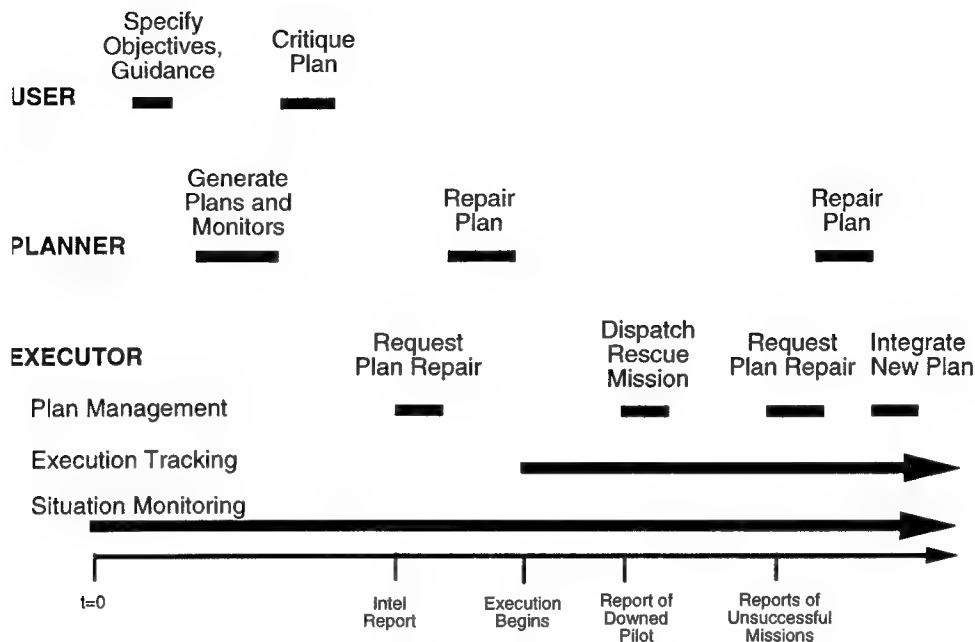 Specify
Objectives,
Guidance
Critique
Plan
USER
Generate
Plans and
Monitors
Repair
Plan
Repair
Plan
PLANNER
EXECUTOR
Request
Plan Repair
Dispatch
Rescue
Mission
Request
Plan Repair
Integrate
New Plan
Plan Management
Execution Tracking
Situation Monitoring
t=0
Intel
Report
Execution
Begins
Report of
Downed
Pilot
Reports of
Unsuccessful
Missions